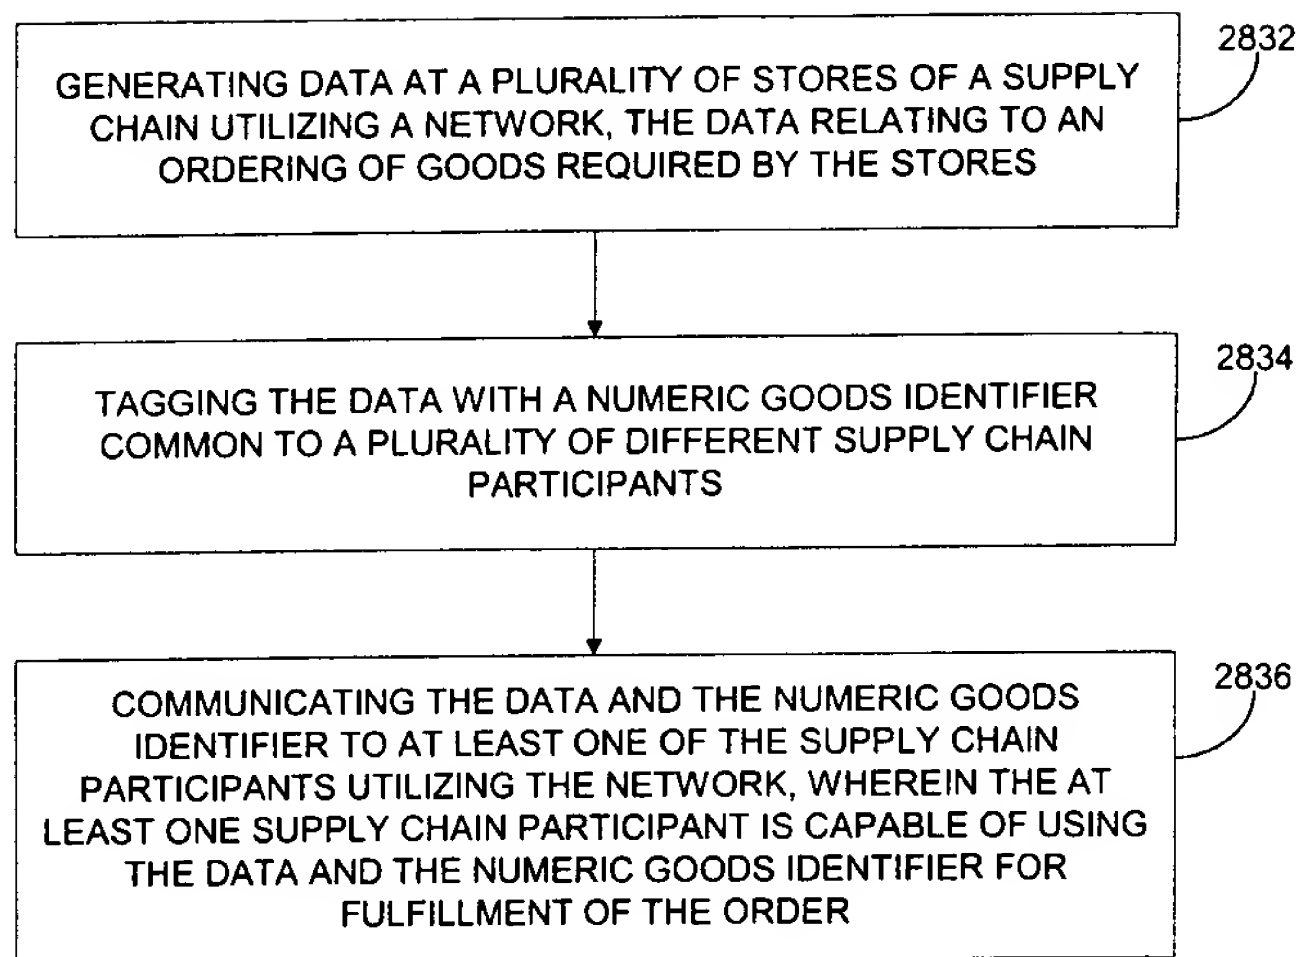 2832
GENERATING DATA AT A PLURALITY OF STORES OF A SUPPLY
CHAIN UTILIZING A NETWORK, THE DATA RELATING TO AN
ORDERING OF GOODS REQUIRED BY THE STORES
2834
TAGGING THE DATA WITH A NUMERIC GOODS IDENTIFIER
COMMON TO A PLURALITY OF DIFFERENT SUPPLY CHAIN
PARTICIPANTS
2836
COMMUNICATING THE DATA AND THE NUMERIC GOODS
IDENTIFIER TO AT LEAST ONE OF THE SUPPLY CHAIN
PARTICIPANTS UTILIZING THE NETWORK, WHEREIN THE AT
LEAST ONE SUPPLY CHAIN PARTICIPANT IS CAPABLE OF USING
THE DATA AND THE NUMERIC GOODS IDENTIFIER FOR
FULFILLMENT OF THE ORDER